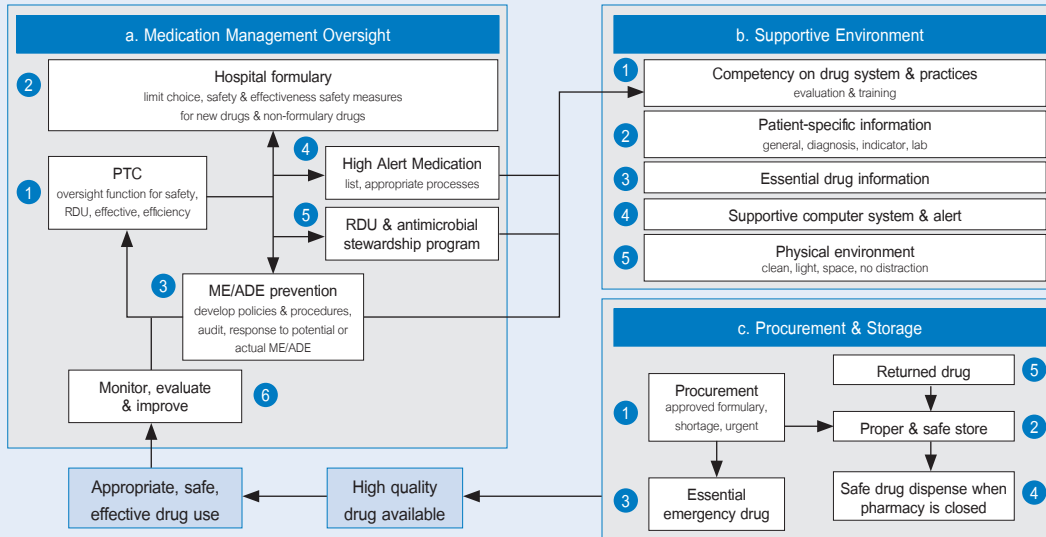 a. Medication Management Oversight
2
Hospital formulary
limit choice, safety & effectiveness safety measures
for new drugs & non-formulary drugs
4
High Alert Medication
list, appropriate processes
1
PTC
oversight function for safety,
RDU, effective, efficiency
5
RDU & antimicrobial
stewardship program
3
ME/ADE prevention
develop policies & procedures,
audit, response to potential or
actual ME/ADE
Monitor, evaluate
& improve
6
Appropriate, safe,
effective drug use
High quality
drug available
b. Supportive Environment
1
Competency on drug system & practices
evaluation & training
2
Patient-specific information
general, diagnosis, indicator, lab
3
Essential drug information
4
Supportive computer system & alert
5
Physical environment
clean, light, space, no distraction
c. Procurement & Storage
Returned drug
5
1
Procurement
approved formulary,
shortage, urgent
Proper & safe store
2
3
Essential
emergency drug
Safe drug dispense when
pharmacy is closed
4